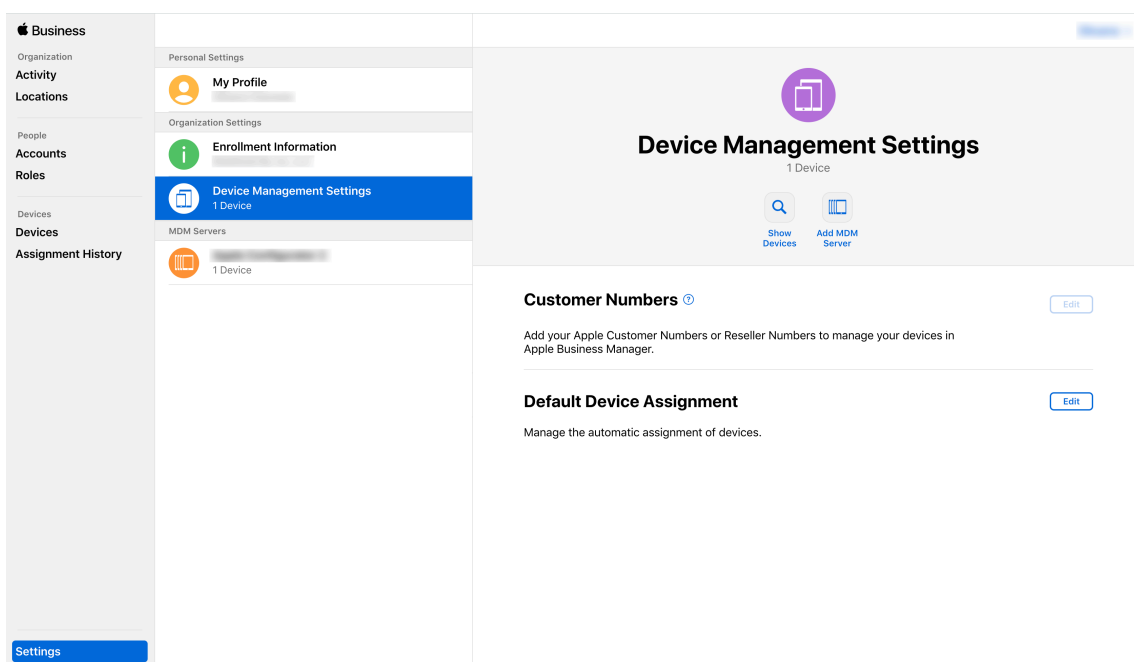 Business
Organization
Activity
Locations
People
Accounts
Roles
Devices
Devices
Assignment History
Settings
Personal Settings
My Profile
Organization Settings
Enrollment Information
Device Management Settings
1 Device
MDM Servers
1 Device
Device Management Settings
1 Device
Show
Devices
Add MDM
Server
Customer Numbers ?
Edit
Add your Apple Customer Numbers or Reseller Numbers to manage your devices in
Apple Business Manager.
Default Device Assignment
Edit
Manage the automatic assignment of devices.